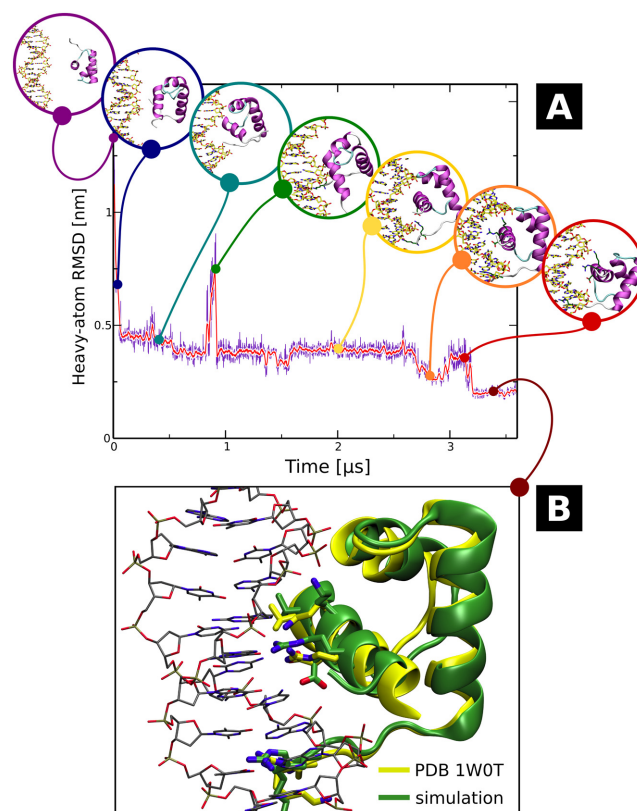 A
Heavy-atom RMSD [nm]
1
0.5
0
0
1
2
3
Time [μs]
B
PDB 1W0T
simulation